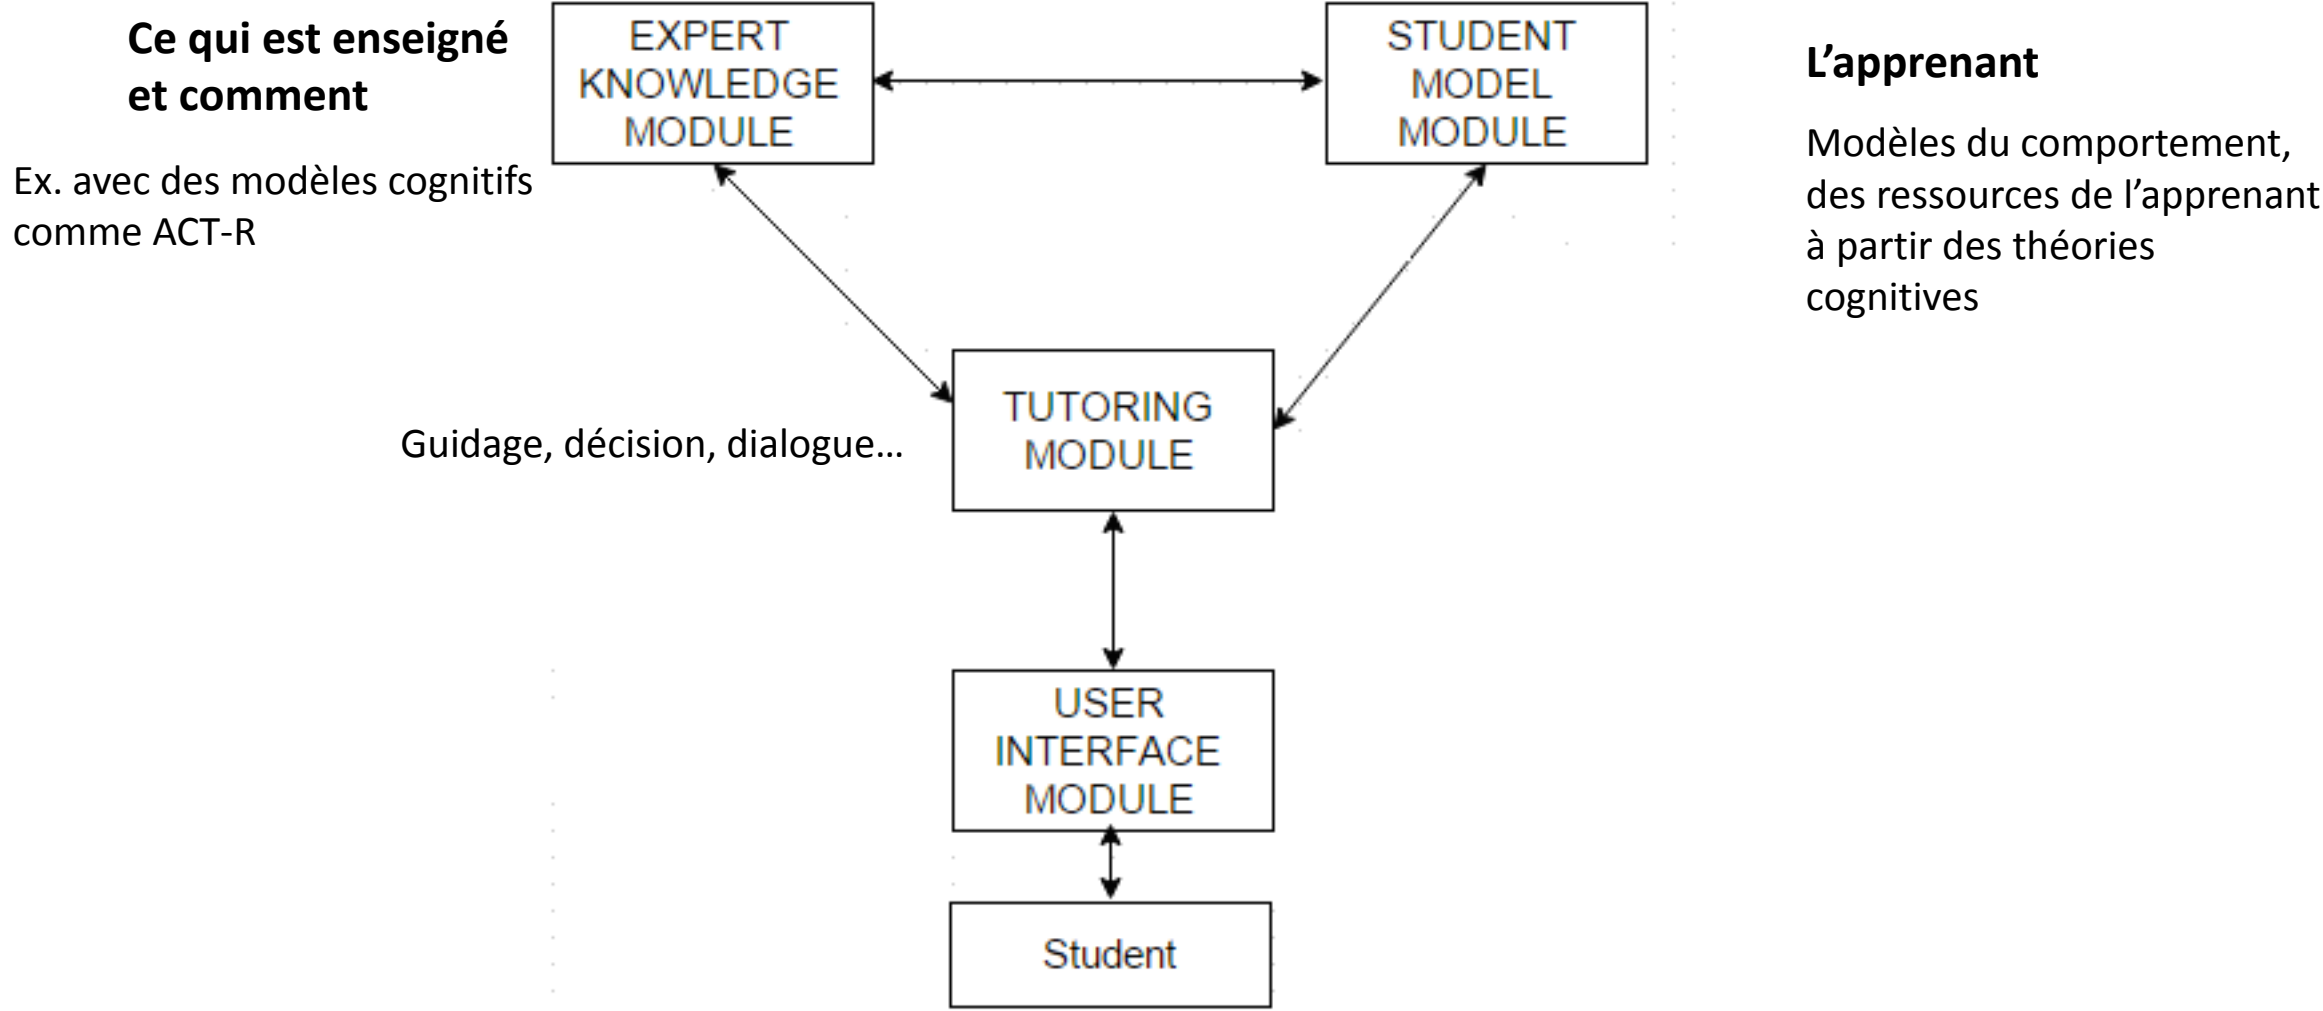 Ce qui est enseigné
et comment
Ex. avec des modèles cognitifs
comme ACT-R
EXPERT
KNOWLEDGE
MODULE
STUDENT
MODEL
MODULE
L’apprenant
Modèles du comportement,
des ressources de l’apprenant
à partir des théories
cognitives
Guidage, décision, dialogue…
TUTORING
MODULE
USER
INTERFACE
MODULE
Student